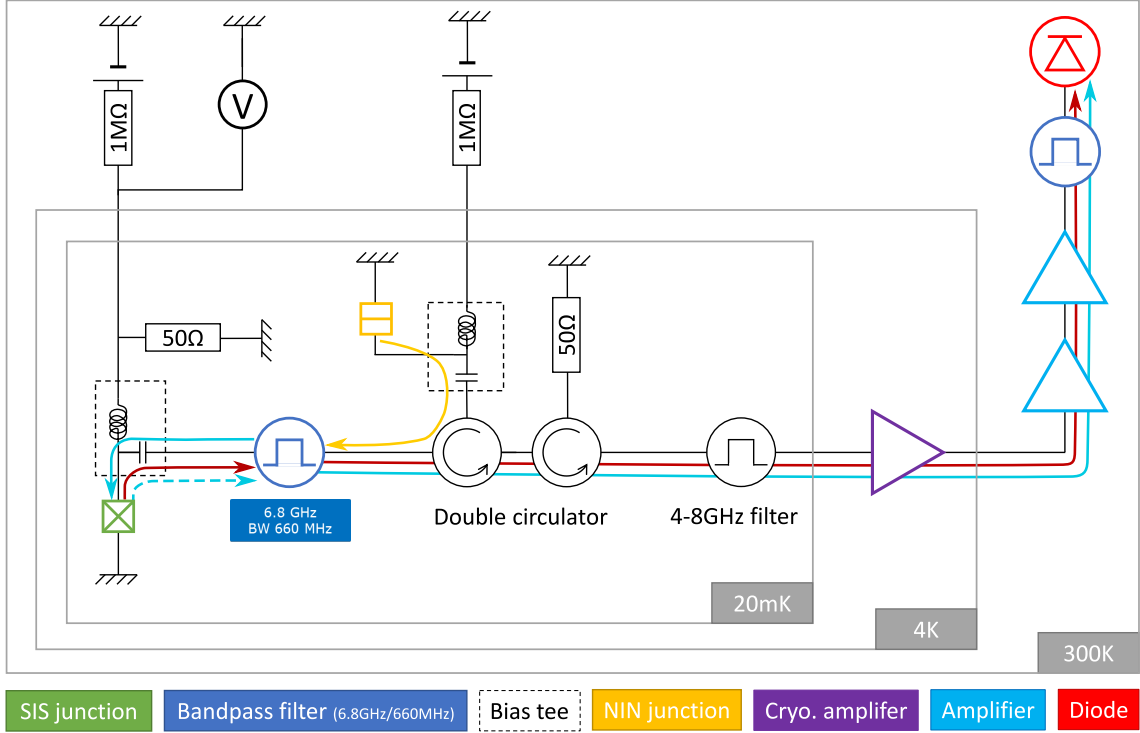 1MΩ
V
1MΩ
50Ω
50Ω
6.8 GHz
BW 660 MHz
Double circulator
4-8GHz filter
20mK
4K
300K
SIS junction
Bandpass filter (6.8GHz/660MHz)
Bias tee
NIN junction
Cryo. amplifer
Amplifier
Diode